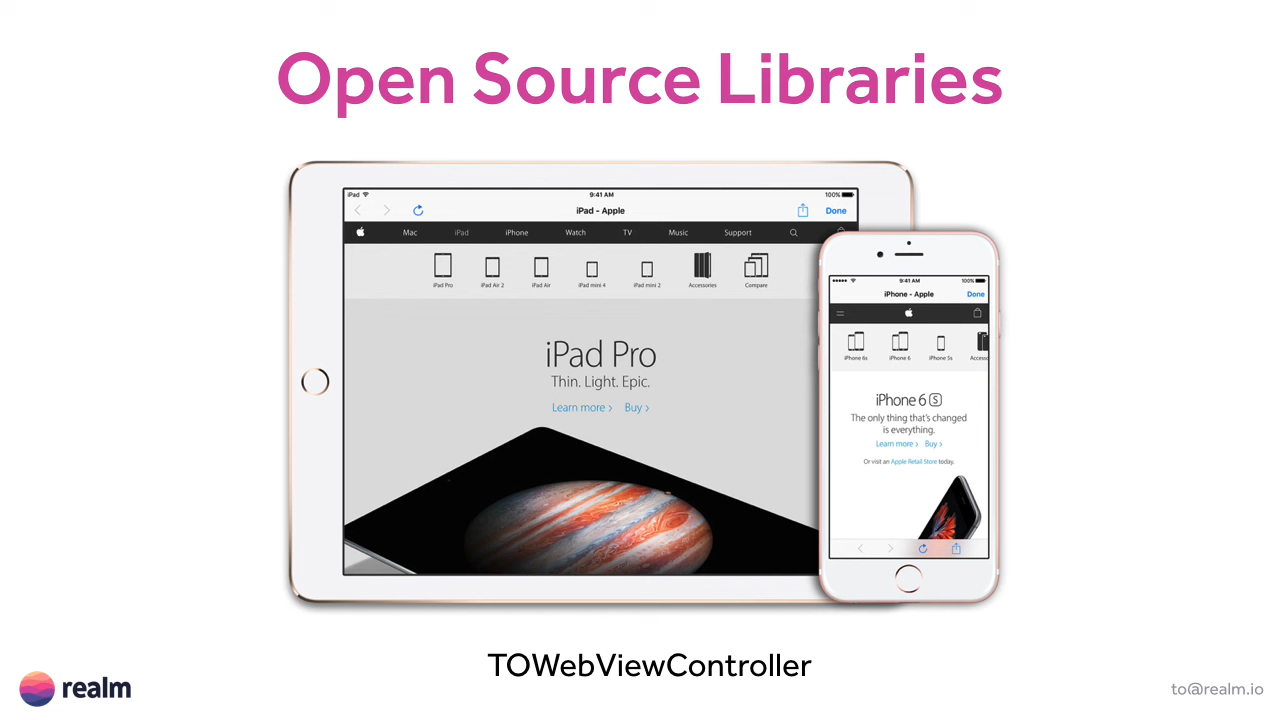 Open Source Libraries
iPad 9:41 AM 100%
iPad - Apple Done
Mac iPad iPhone Watch TV Music Support
iPad Pro iPad Air 2 iPad Air iPad mini 4 iPad mini 2 Accessories Compare
iPad Pro
Thin. Light. Epic.
Learn more > Buy >
9:41 AM 100%
iPhone - Apple Done
iPhone 6s iPhone 6 iPhone 5s Accesso
iPhone 6 S
The only thing that's changed
is everything.
Learn more > Buy >
Or visit an Apple Retail Store today.
TOWebViewController
realm
to@realm.io